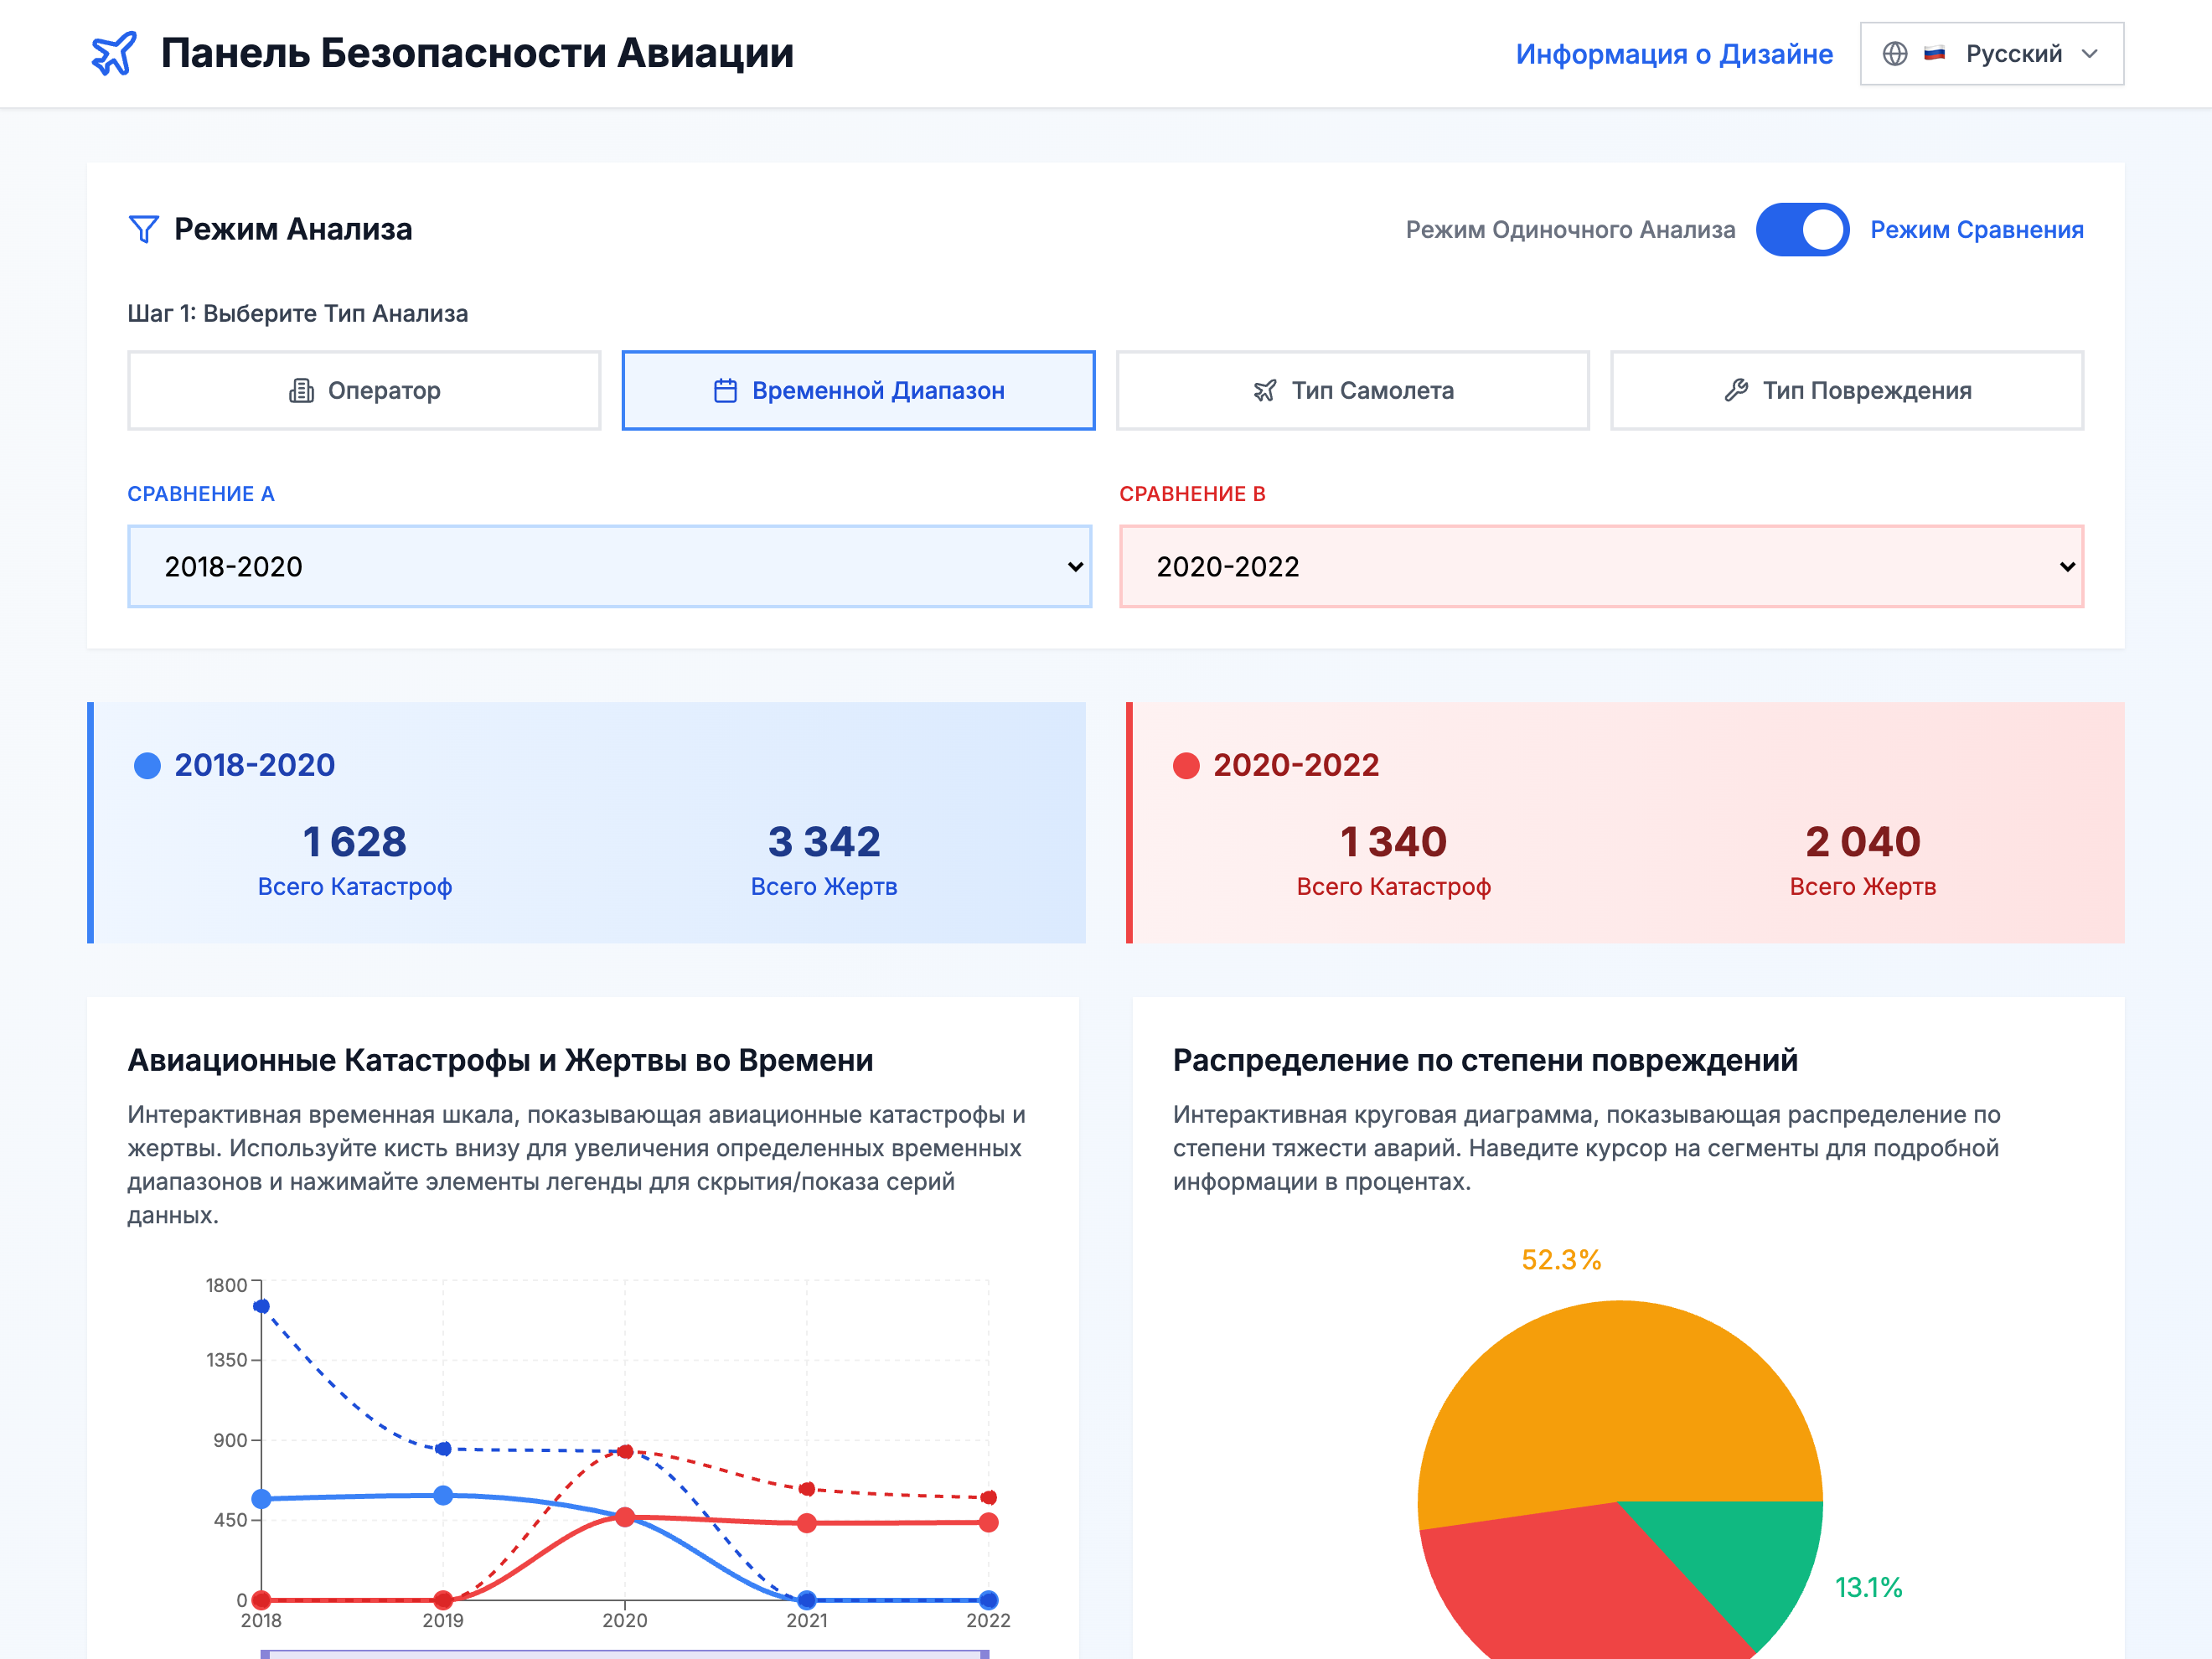 Панель Безопасности Авиации
Информация о Дизайне
Русский
Режим Анализа
Режим Одиночного Анализа
Режим Сравнения
Шаг 1: Выберите Тип Анализа
Оператор
Временной Диапазон
Тип Самолета
Тип Повреждения
СРАВНЕНИЕ A
СРАВНЕНИЕ B
2018-2020
2020-2022
2018-2020
1 628
Всего Катастроф
3 342
Всего Жертв
2020-2022
1 340
Всего Катастроф
2 040
Всего Жертв
Авиационные Катастрофы и Жертвы во Времени
Интерактивная временная шкала, показывающая авиационные катастрофы и
жертвы. Используйте кисть внизу для увеличения определенных временных
диапазонов и нажимайте элементы легенды для скрытия/показа серий
данных.
1800
1350
900
450
0
2018
2019
2020
2021
2022
Распределение по степени повреждений
Интерактивная круговая диаграмма, показывающая распределение по
степени тяжести аварий. Наведите курсор на сегменты для подробной
информации в процентах.
52.3%
13.1%